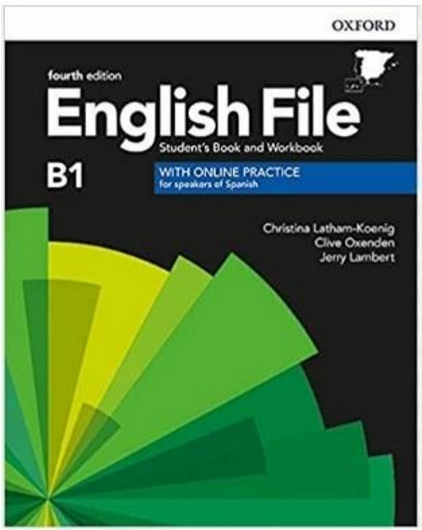 OXFORD
fourth edition
English File
Student's Book and Workbook
B1
WITH ONLINE PRACTICE
for speakers of Spanish
Christina Latham-Koenig
Clive Oxenden
Jerry Lambert